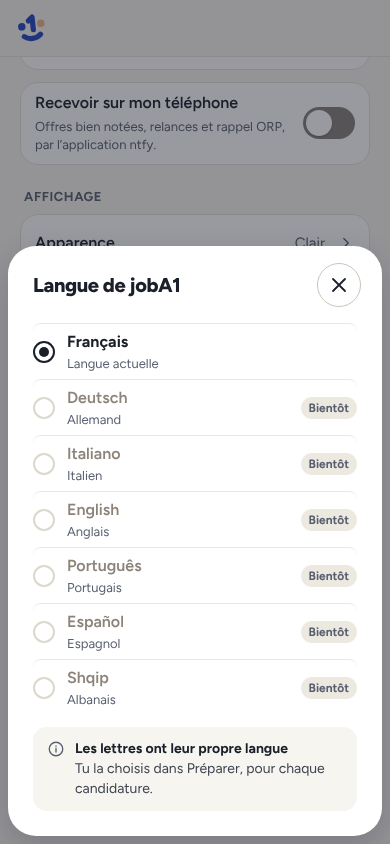 Recevoir sur mon téléphone
Offres bien notées, relances et rappel ORP,
par l'application ntfy.
AFFICHAGE
Apparence
Clair
Langue de jobA1
Français
Langue actuelle
Deutsch
Allemand
Bientôt
Italiano
Italien
Bientôt
English
Anglais
Bientôt
Português
Portugais
Bientôt
Español
Espagnol
Bientôt
Shqip
Albanais
Bientôt
Les lettres ont leur propre langue
Tu la choisis dans Préparer, pour chaque
candidature.